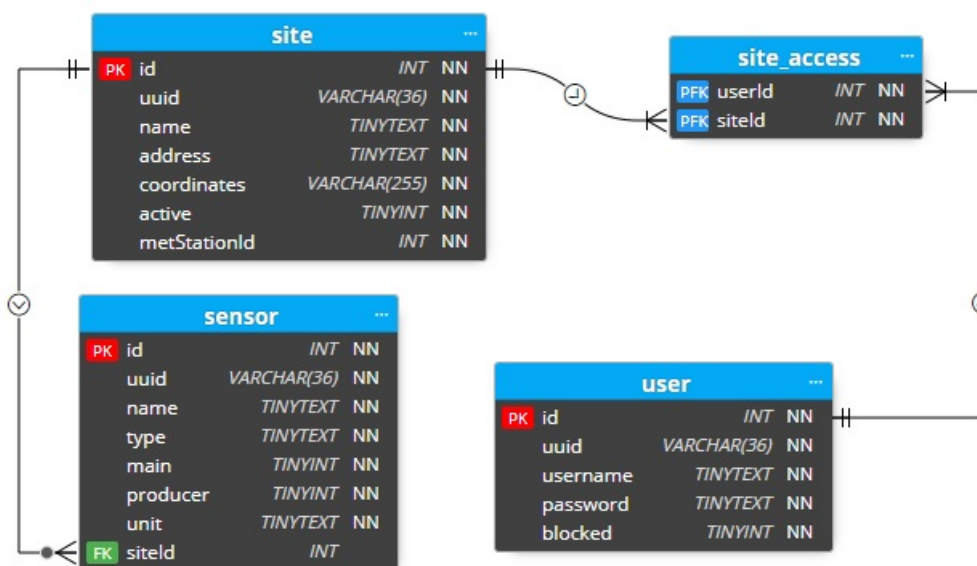 site ...
PK id INT NN
uuid VARCHAR(36) NN
name TINYTEXT NN
address TINYTEXT NN
coordinates VARCHAR(255) NN
active TINYINT NN
metStationId INT NN
site_access ...
PFK userId INT NN
PFK siteId INT NN
sensor ...
PK id INT NN
uuid VARCHAR(36) NN
name TINYTEXT NN
type TINYTEXT NN
main TINYINT NN
producer TINYINT NN
unit TINYTEXT NN
FK siteId INT
user ...
PK id INT NN
uuid VARCHAR(36) NN
username TINYTEXT NN
password TINYTEXT NN
blocked TINYINT NN